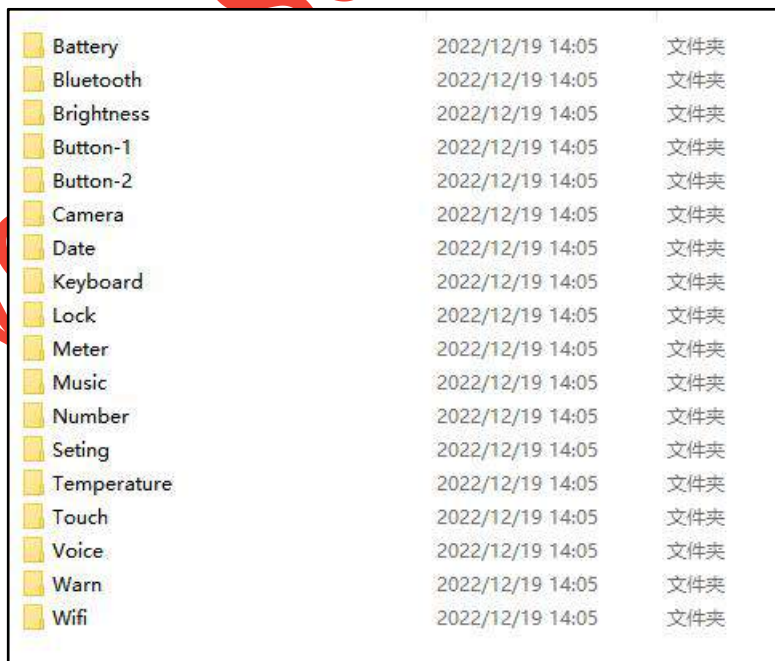 Battery 2022/12/19 14:05 文件夹
Bluetooth 2022/12/19 14:05 文件夹
Brightness 2022/12/19 14:05 文件夹
Button-1 2022/12/19 14:05 文件夹
Button-2 2022/12/19 14:05 文件夹
Camera 2022/12/19 14:05 文件夹
Date 2022/12/19 14:05 文件夹
Keyboard 2022/12/19 14:05 文件夹
Lock 2022/12/19 14:05 文件夹
Meter 2022/12/19 14:05 文件夹
Music 2022/12/19 14:05 文件夹
Number 2022/12/19 14:05 文件夹
Seting 2022/12/19 14:05 文件夹
Temperature 2022/12/19 14:05 文件夹
Touch 2022/12/19 14:05 文件夹
Voice 2022/12/19 14:05 文件夹
Warn 2022/12/19 14:05 文件夹
Wifi 2022/12/19 14:05 文件夹